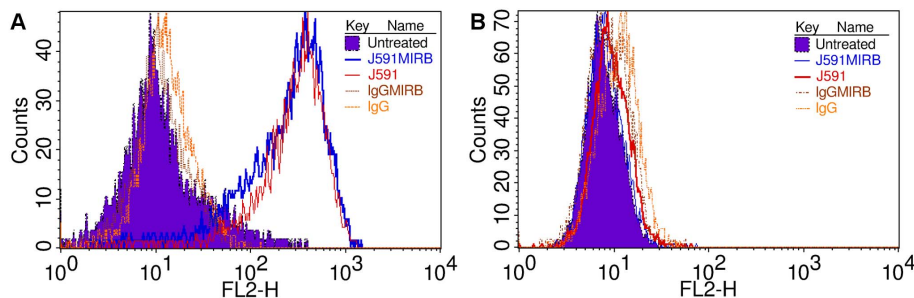 A
Counts
40
30
20
10
0
Key Name
Untreated
J591MIRB
J591
IgGMIRB
IgG
10^0 10^1 10^2 10^3 10^4
FL2-H
B
Counts
70
60
50
40
30
20
10
0
Key Name
Untreated
J591MIRB
J591
IgGMIRB
IgG
10^0 10^1 10^2 10^3 10^4
FL2-H